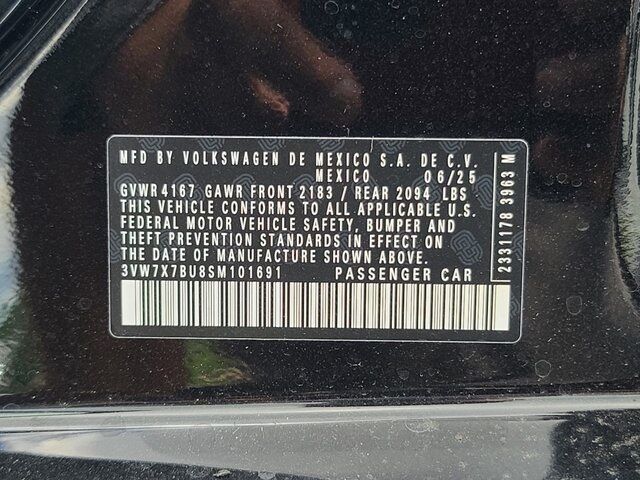 MFD BY VOLKSWAGEN DE MEXICO S.A. DE C.V.
MEXICO 06/25
GVWR 4167 GAWR FRONT 2183 / REAR 2094 LBS
THIS VEHICLE CONFORMS TO ALL APPLICABLE U.S.
FEDERAL MOTOR VEHICLE SAFETY, BUMPER AND
THEFT PREVENTION STANDARDS IN EFFECT ON
THE DATE OF MANUFACTURE SHOWN ABOVE.
3VW7X7BU8SM101691 PASSENGER CAR
2331178 3963 M